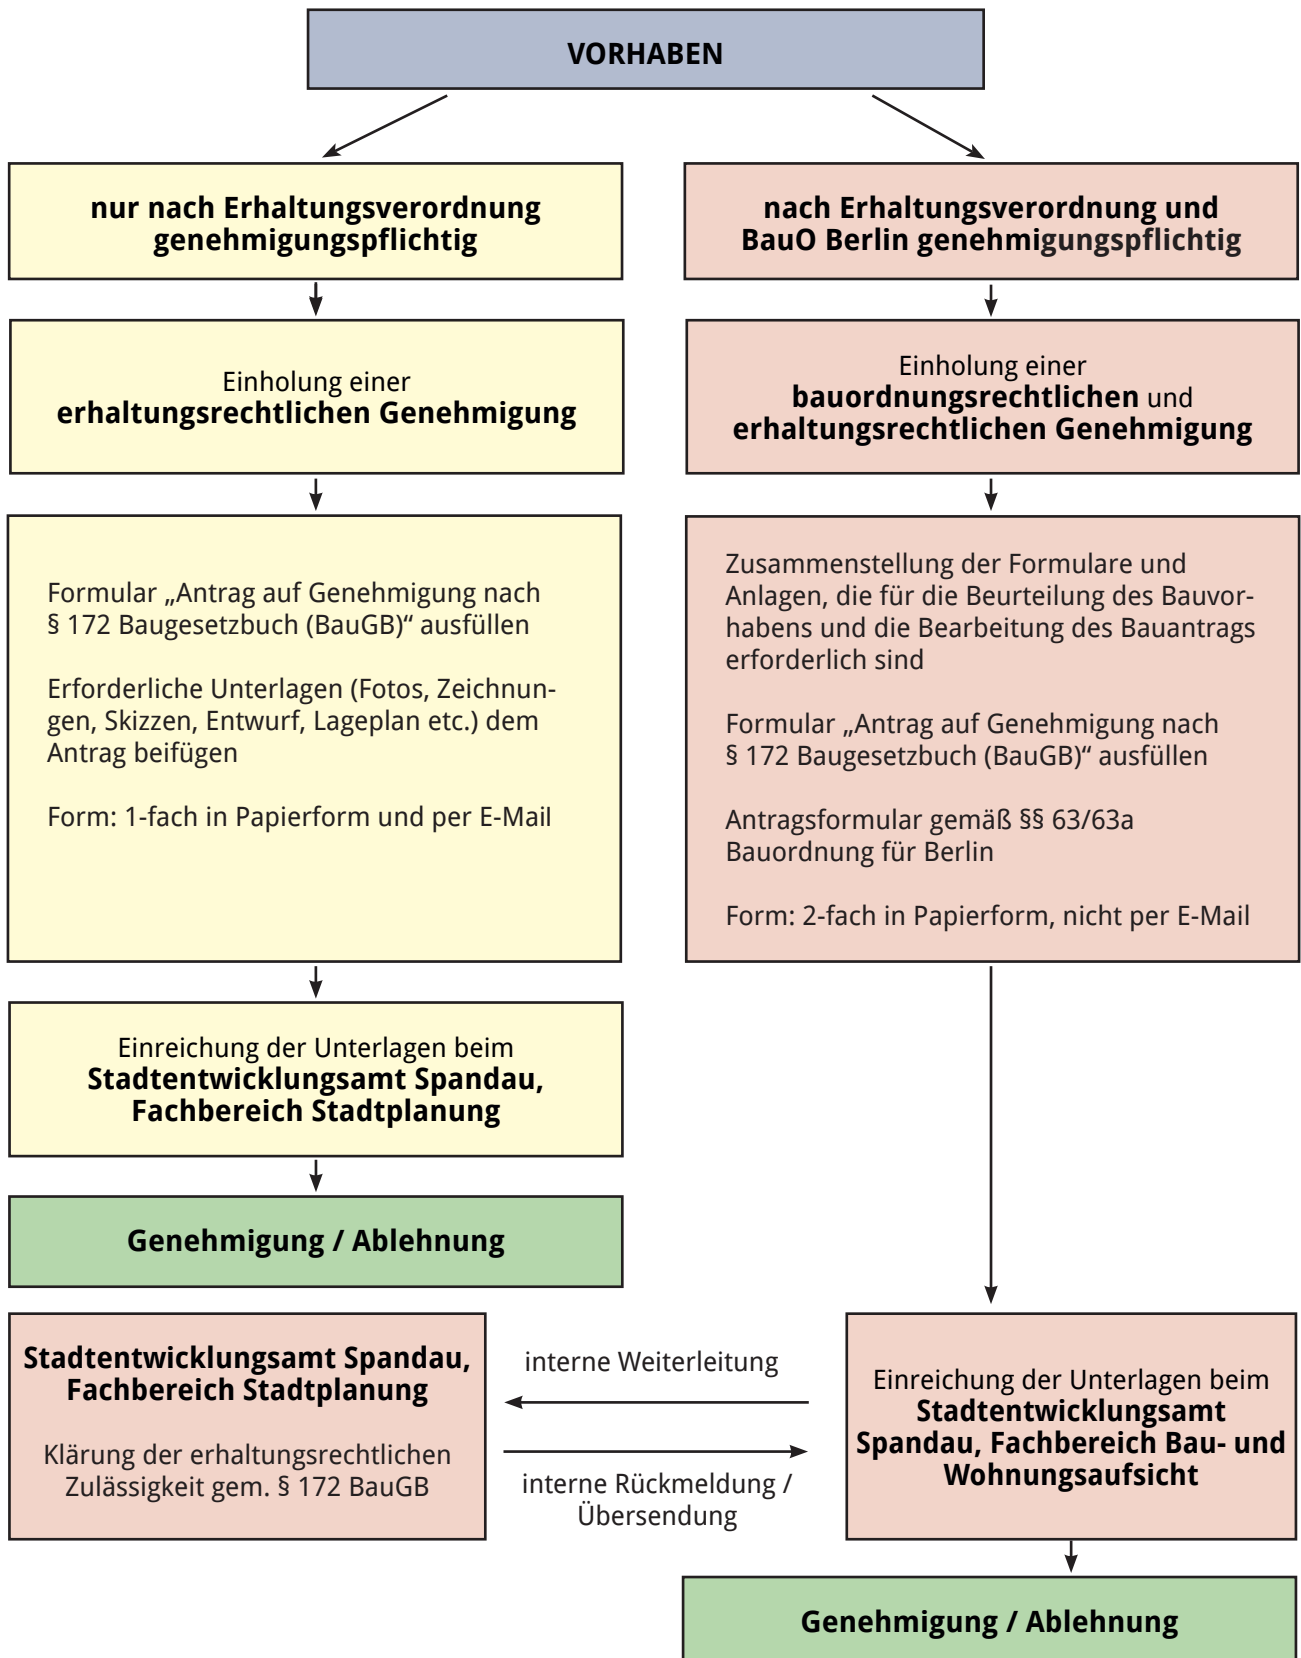 VORHABEN
nur nach Erhaltungsverordnung
genehmigungspflichtig
Einholung einer
erhaltungsrechtlichen Genehmigung
Formular „Antrag auf Genehmigung nach
§ 172 Baugesetzbuch (BauGB)“ ausfüllen
Erforderliche Unterlagen (Fotos, Zeichnun-
gen, Skizzen, Entwurf, Lageplan etc.) dem
Antrag beifügen
Form: 1-fach in Papierform und per E-Mail
Einreichung der Unterlagen beim
Stadtentwicklungsamt Spandau,
Fachbereich Stadtplanung
Genehmigung / Ablehnung
nach Erhaltungsverordnung und
BauO Berlin genehmigungspflichtig
Einholung einer
bauordnungsrechtlichen und
erhaltungsrechtlichen Genehmigung
Zusammenstellung der Formulare und
Anlagen, die für die Beurteilung des Bauvor-
habens und die Bearbeitung des Bauantrags
erforderlich sind
Formular „Antrag auf Genehmigung nach
§ 172 Baugesetzbuch (BauGB)“ ausfüllen
Antragsformular gemäß §§ 63/63a
Bauordnung für Berlin
Form: 2-fach in Papierform, nicht per E-Mail
Einreichung der Unterlagen beim
Stadtentwicklungsamt
Spandau, Fachbereich Bau- und
Wohnungsaufsicht
interne Weiterleitung
Stadtentwicklungsamt Spandau,
Fachbereich Stadtplanung
Klärung der erhaltungsrechtlichen
Zulässigkeit gem. § 172 BauGB
interne Rückmeldung /
Übersendung
Genehmigung / Ablehnung